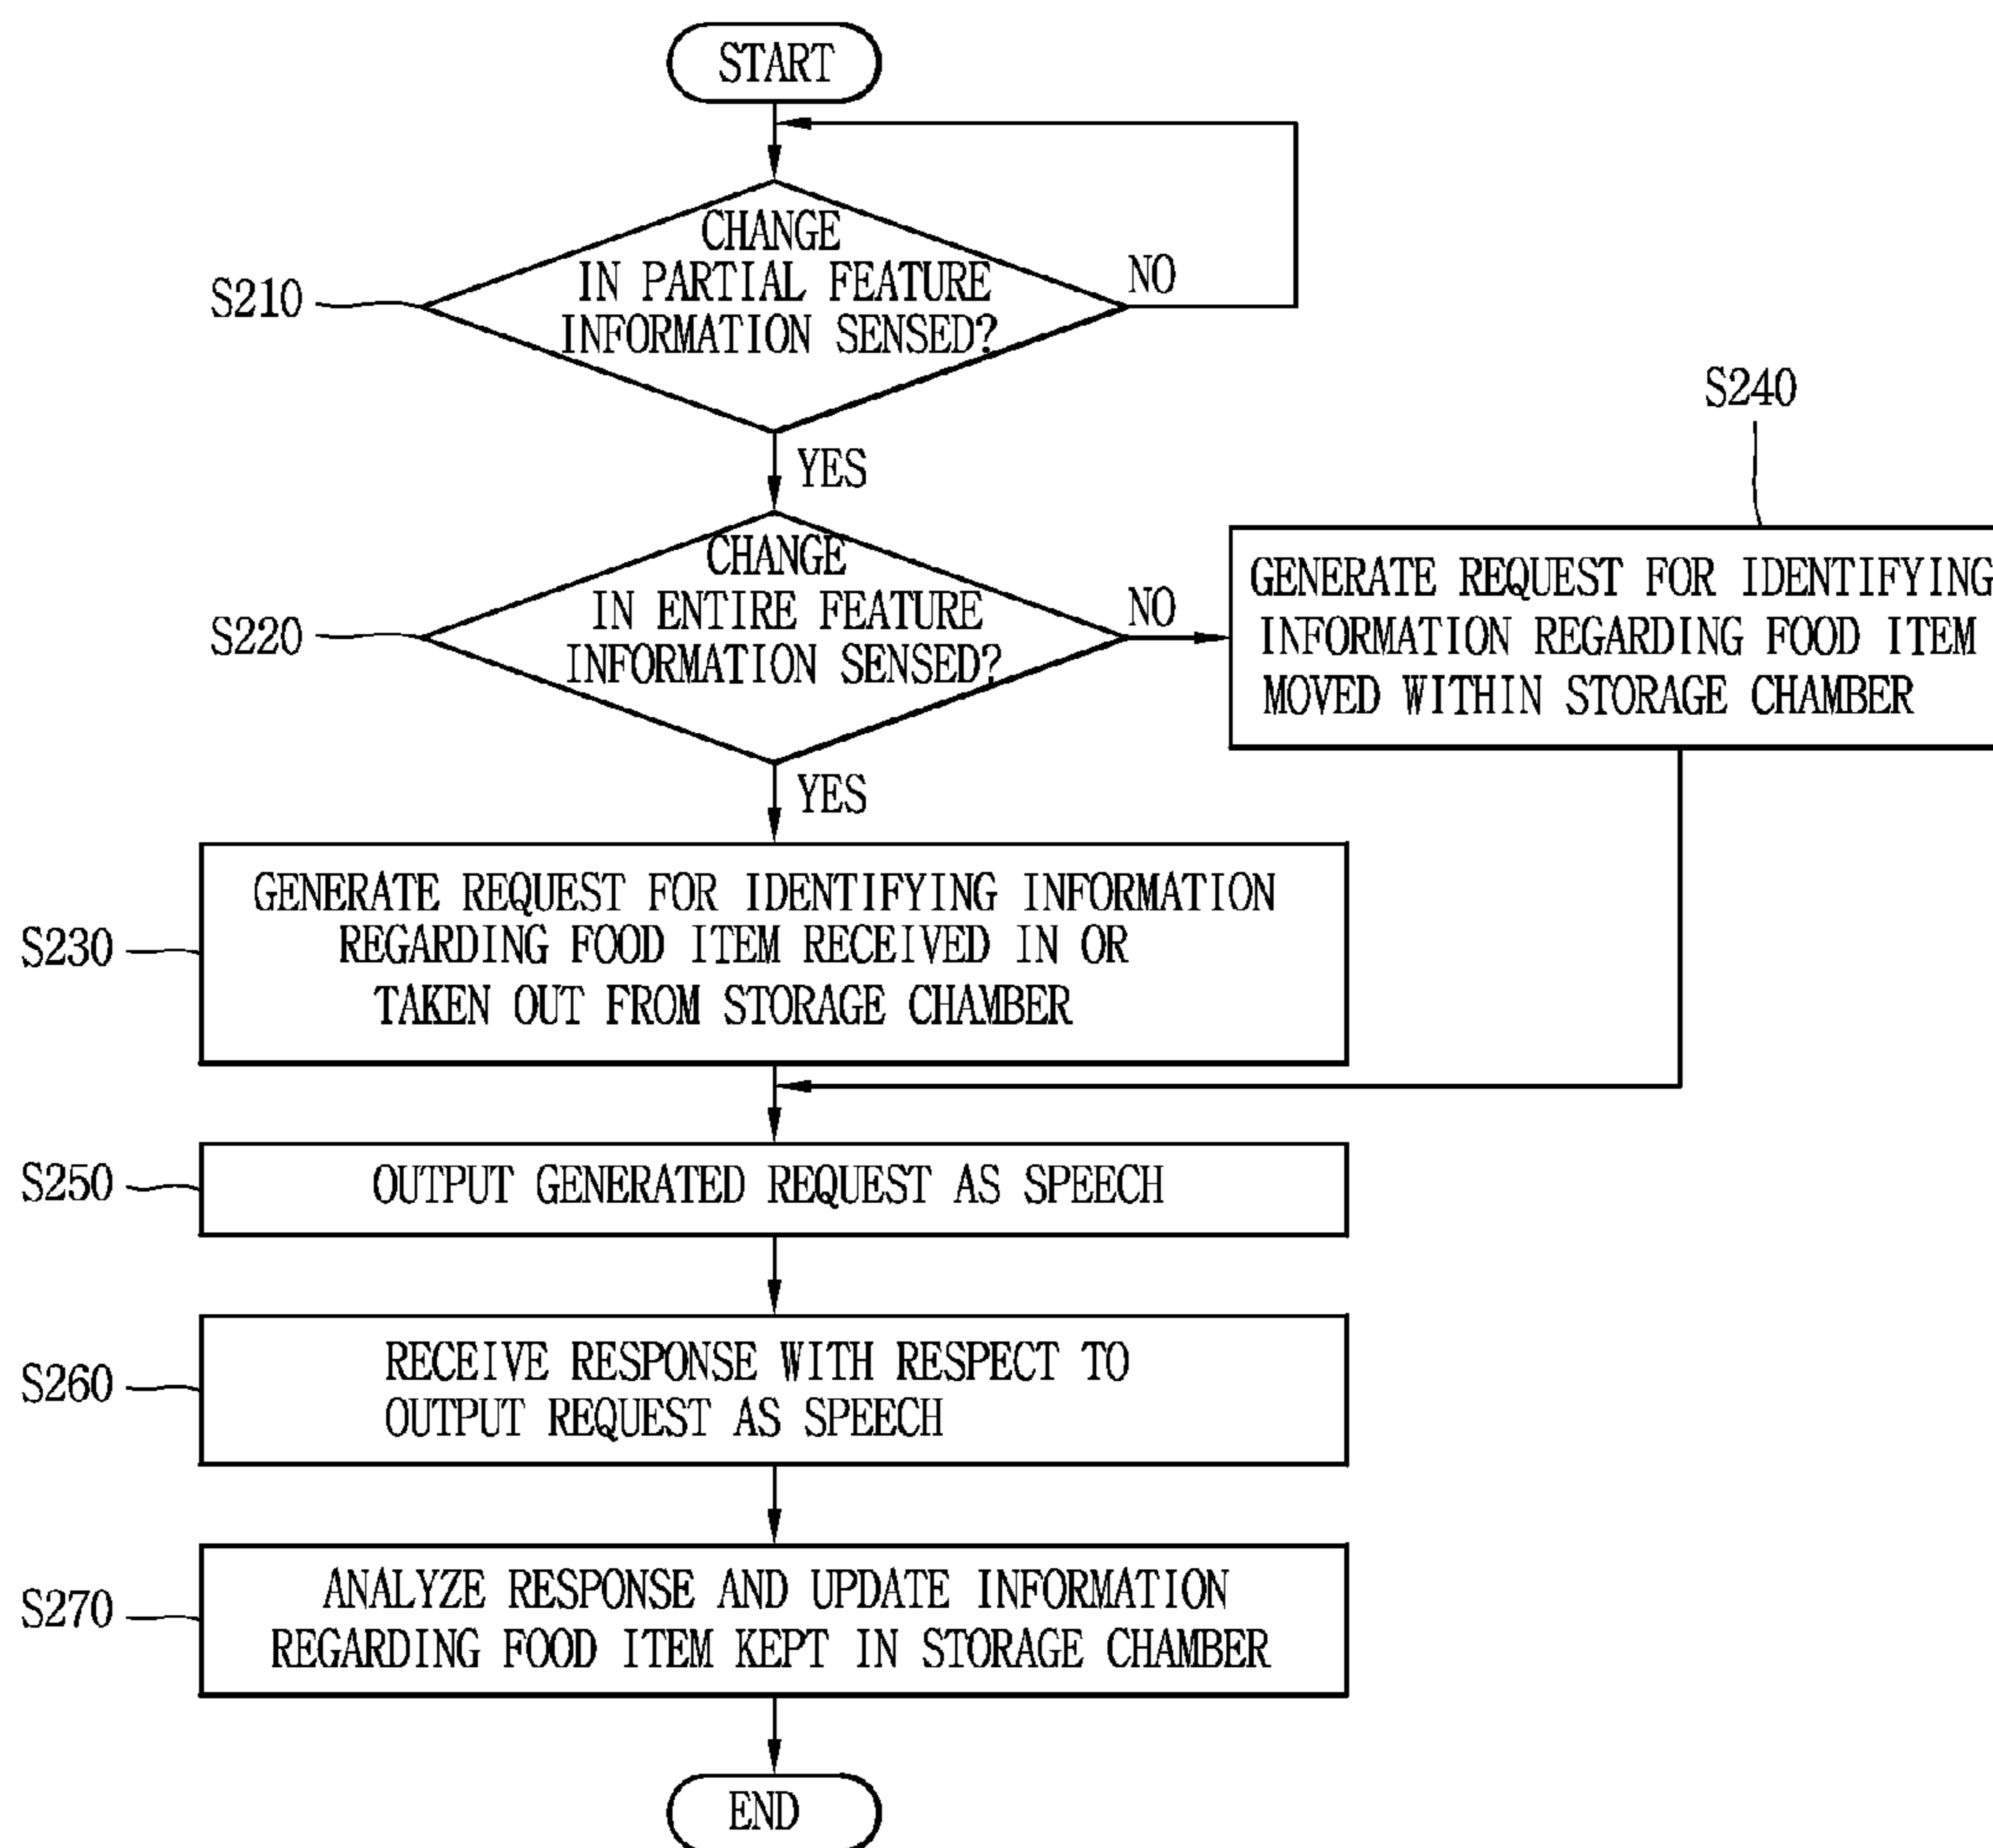 START
CHANGE
IN PARTIAL FEATURE
INFORMATION SENSED?
NO
S210
YES
S240
CHANGE
IN ENTIRE FEATURE
INFORMATION SENSED?
NO
S220
GENERATE REQUEST FOR IDENTIFYING
INFORMATION REGARDING FOOD ITEM
MOVED WITHIN STORAGE CHAMBER
YES
GENERATE REQUEST FOR IDENTIFYING INFORMATION
REGARDING FOOD ITEM RECEIVED IN OR
TAKEN OUT FROM STORAGE CHAMBER
S230
S250
OUTPUT GENERATED REQUEST AS SPEECH
RECEIVE RESPONSE WITH RESPECT TO
OUTPUT REQUEST AS SPEECH
S260
ANALYZE RESPONSE AND UPDATE INFORMATION
REGARDING FOOD ITEM KEPT IN STORAGE CHAMBER
S270
END